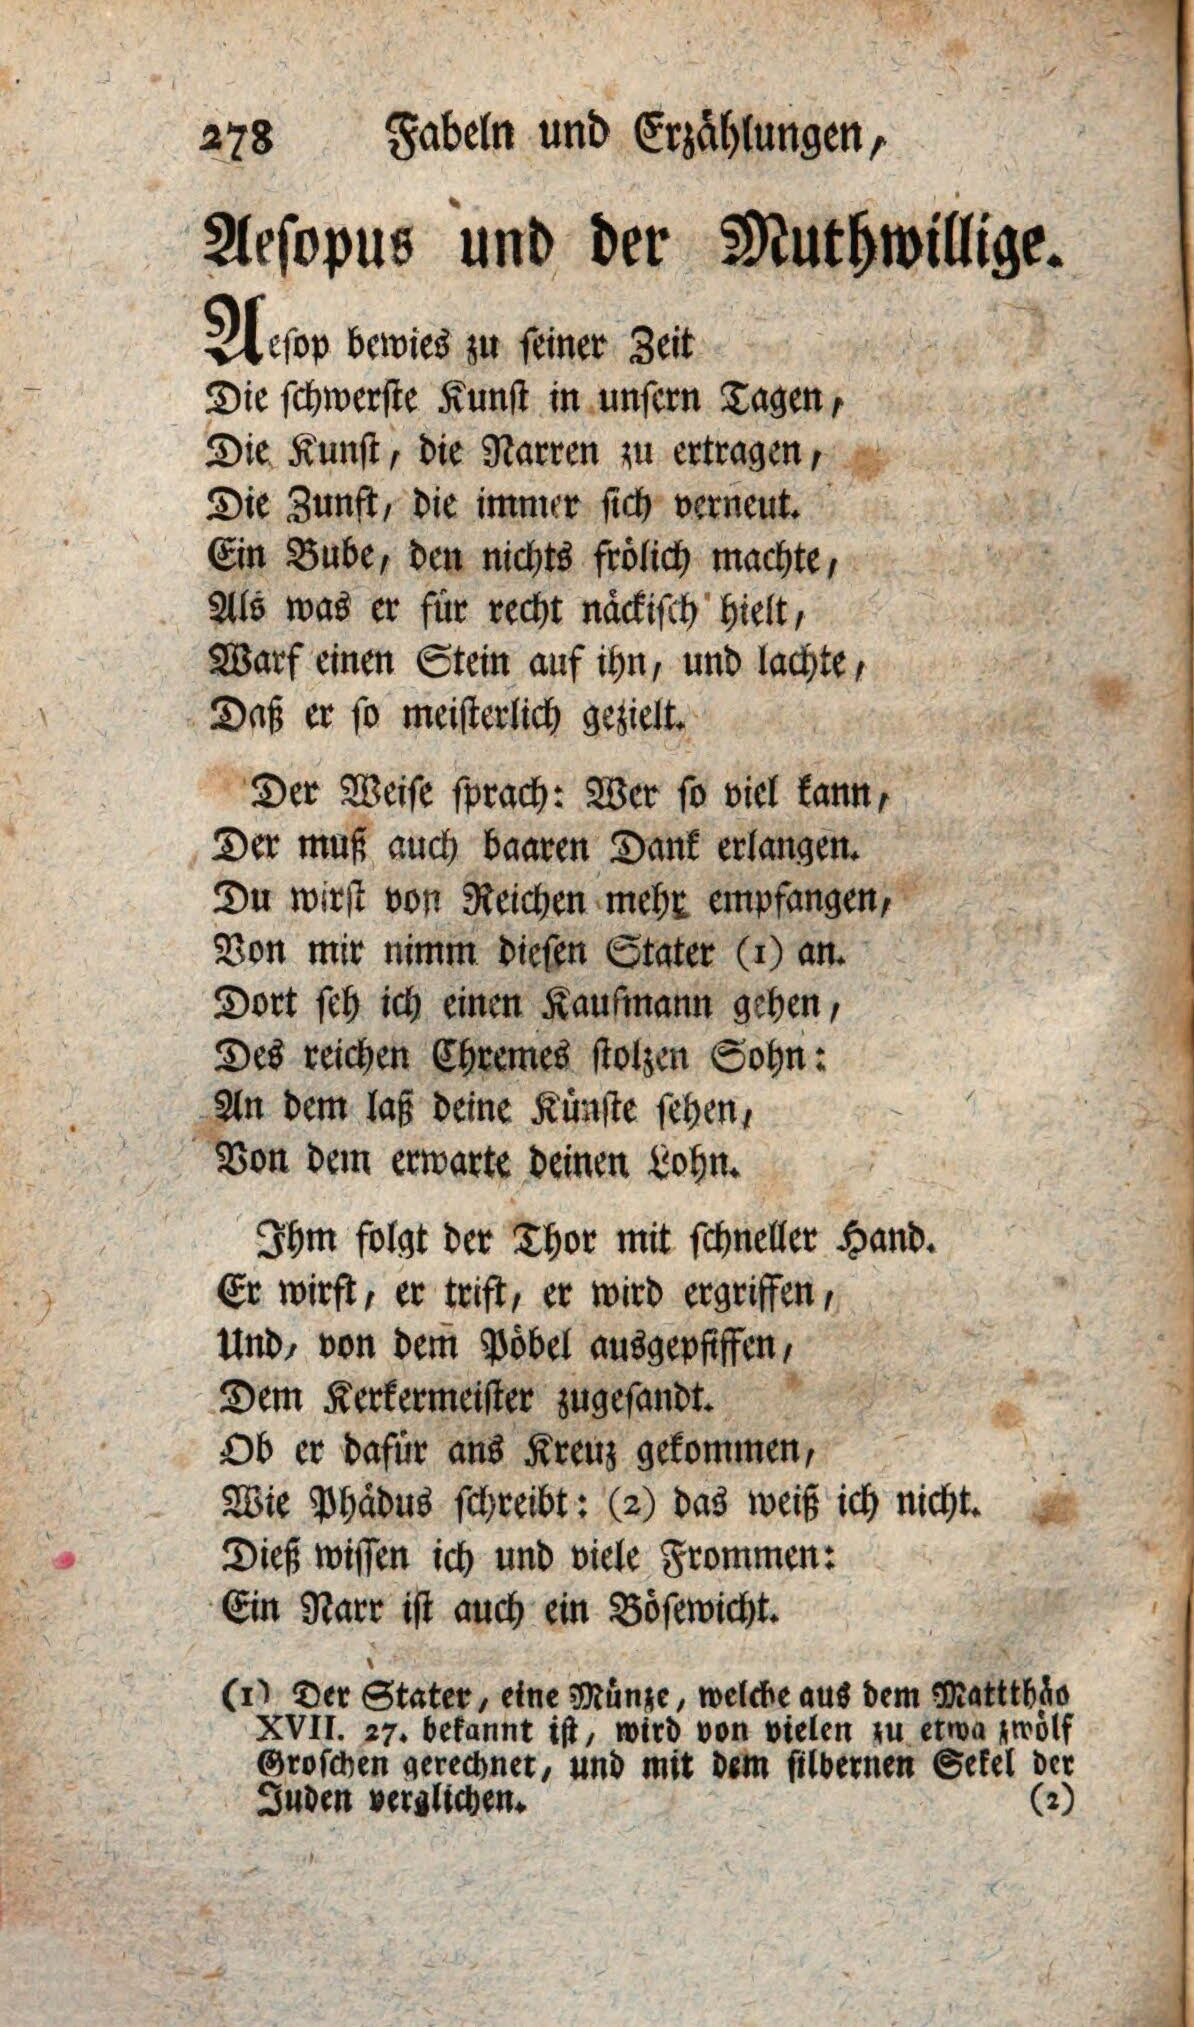 278 Fabeln und Erzählungen,
Aesopus und der Muthwillige.
Aesop bewies zu seiner Zeit
Die schwerste Kunst in unsern Tagen,
Die Kunst, die Narren zu ertragen,
Die Zunft, die immer sich verneut.
Ein Bube, den nichts frölich machte,
Als was er für recht näckisch hielt,
Warf einen Stein auf ihn, und lachte,
Daß er so meisterlich gezielt.
Der Weise sprach: Wer so viel kann,
Der muß auch baaren Dank erlangen.
Du wirst von Reichen mehr empfangen,
Von mir nimm diesen Stater (1) an.
Dort seh ich einen Kaufmann gehen,
Des reichen Chremes stolzen Sohn:
An dem laß deine Künste sehen,
Von dem erwarte deinen Lohn.
Ihm folgt der Thor mit schneller Hand.
Er wirft, er trift, er wird ergriffen,
Und, von dem Pöbel ausgepfiffen,
Dem Kerkermeister zugesandt.
Ob er dafür ans Kreuz gekommen,
Wie Phädus schreibt: (2) das weiß ich nicht.
Dieß wissen ich und viele Frommen:
Ein Narr ist auch ein Bösewicht.
(1) Der Stater, eine Münze, welche aus dem Mattthäo
XVII. 27. bekannt ist, wird von vielen zu etwa zwölf
Groschen gerechnet, und mit dem silbernen Sekel der
Juden verglichen. (2)